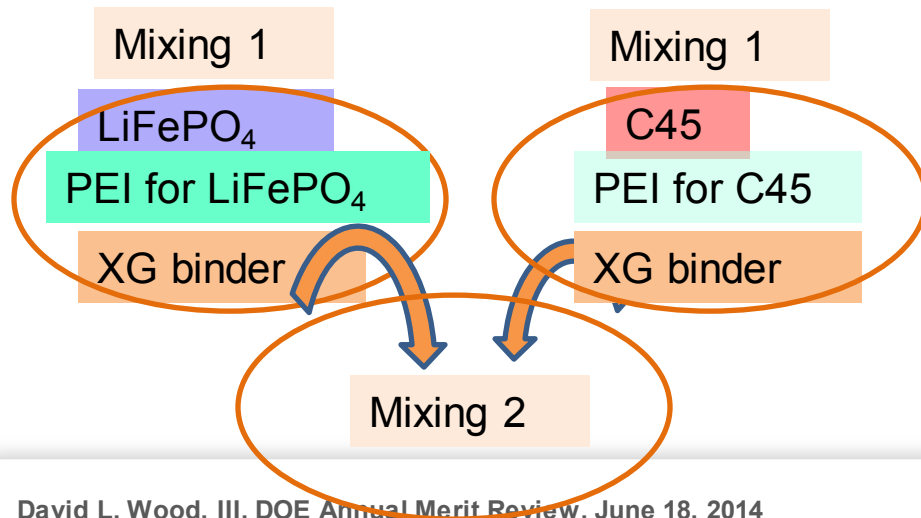 Mixing 1
LiFePO₄
PEI for LiFePO₄
XG binder
Mixing 1
C45
PEI for C45
XG binder
Mixing 2
David L. Wood, III, DOE Annual Merit Review, June 18, 2014